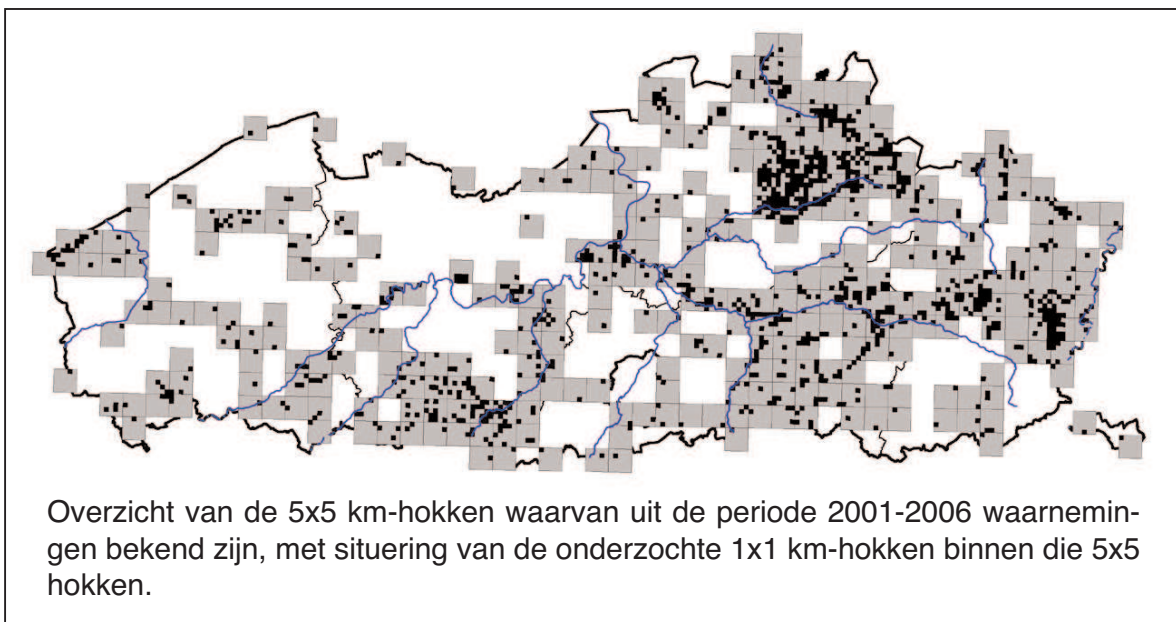 Overzicht van de 5x5 km-hokken waarvan uit de periode 2001-2006 waarnemin-
gen bekend zijn, met situering van de onderzochte 1x1 km-hokken binnen die 5x5
hokken.